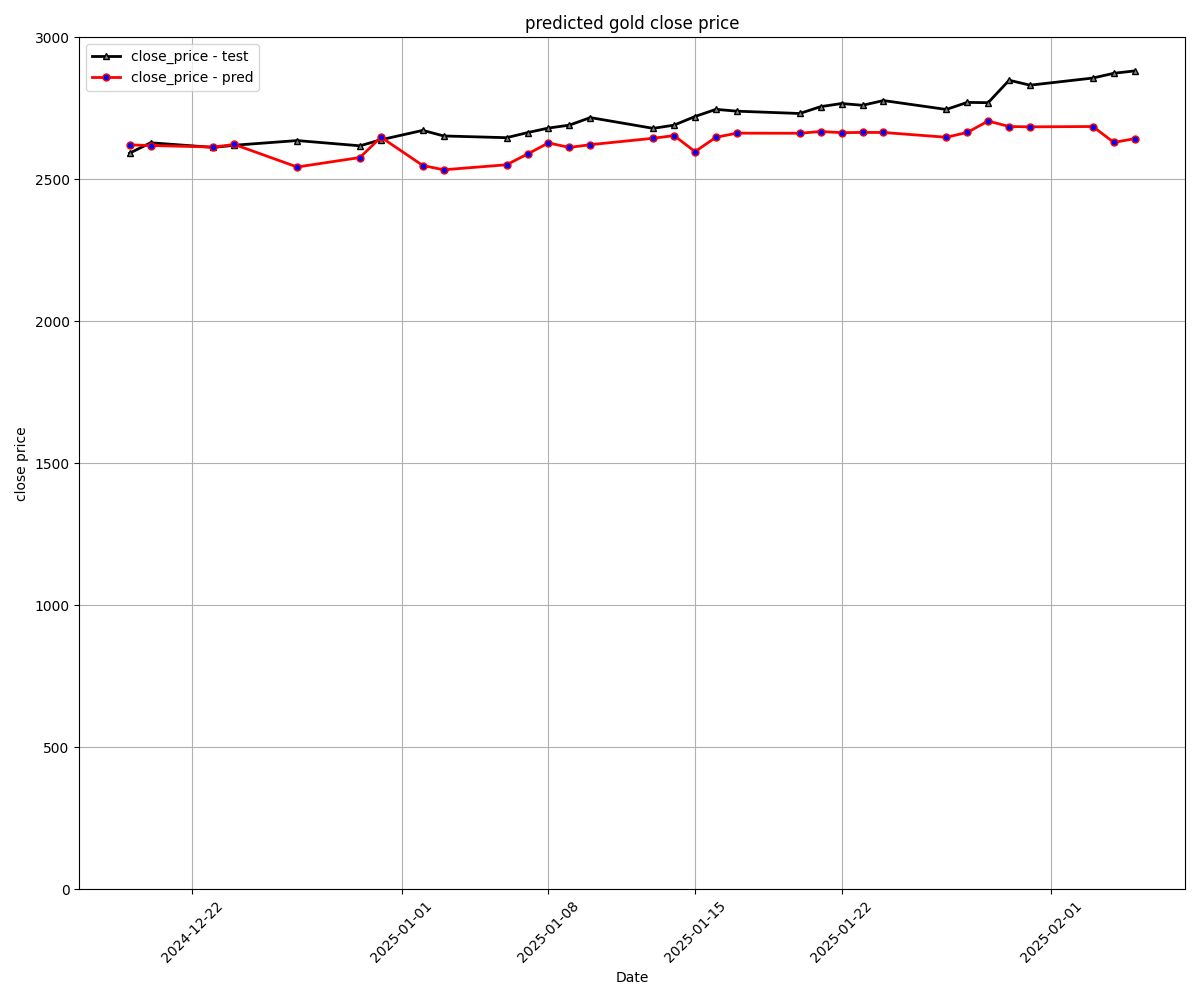 predicted gold close price
close_price - test
close_price - pred
3000
2500
2000
1500
1000
500
0
close price
2024-12-22
2025-01-01
2025-01-08
2025-01-15
2025-01-22
2025-02-01
Date